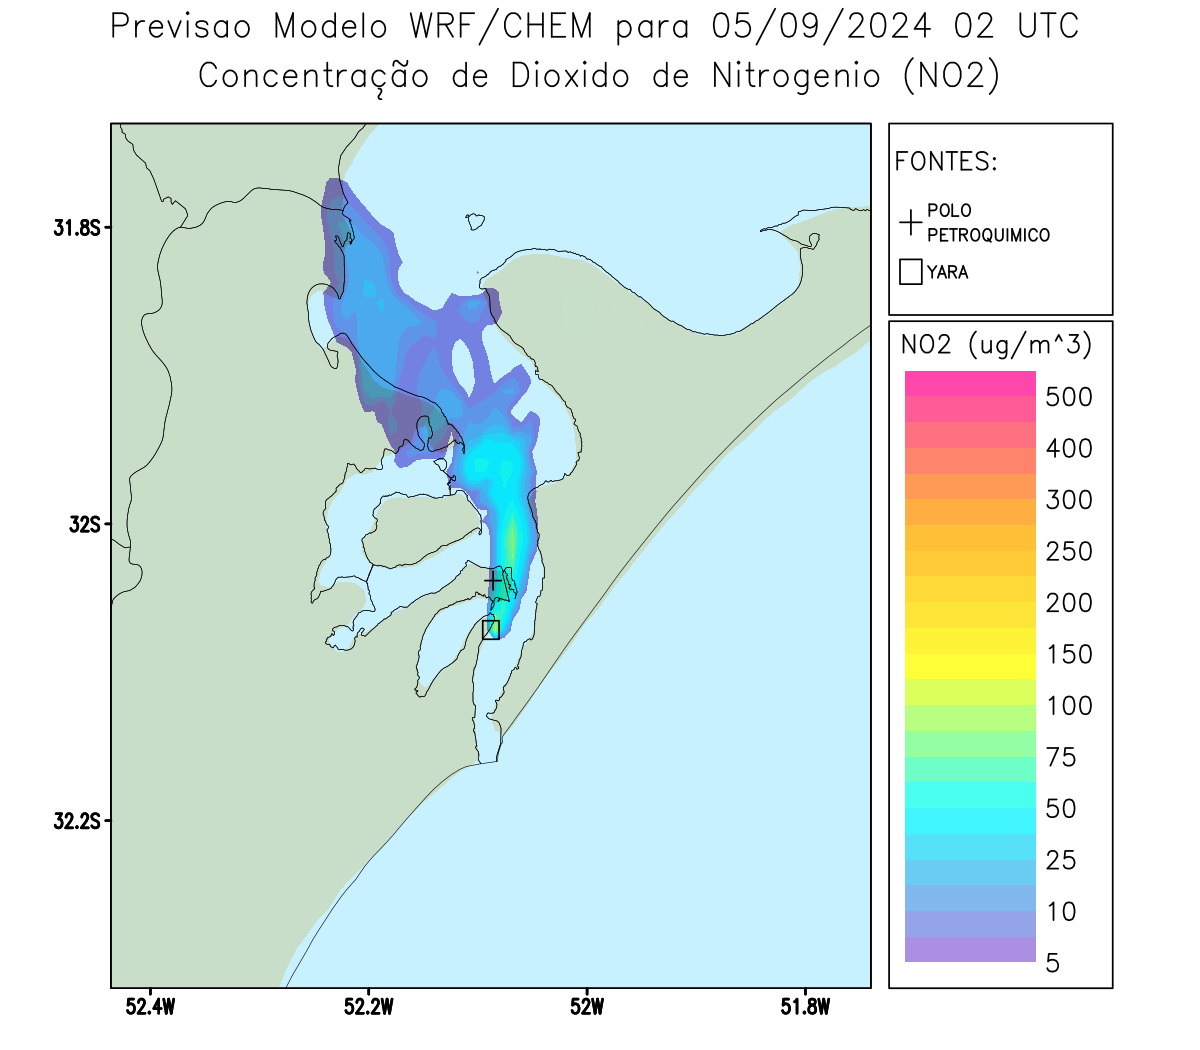 Previsao Modelo WRF/CHEM para 05/09/2024 02 UTC
Concentração de Dioxido de Nitrogenio (NO2)
FONTES:
POLO
PETROQUIMICO
YARA
31.8S
32S
32.2S
52.4W
52.2W
52W
51.8W
NO2 (ug/m^3)
500
400
300
250
200
150
100
75
50
25
10
5